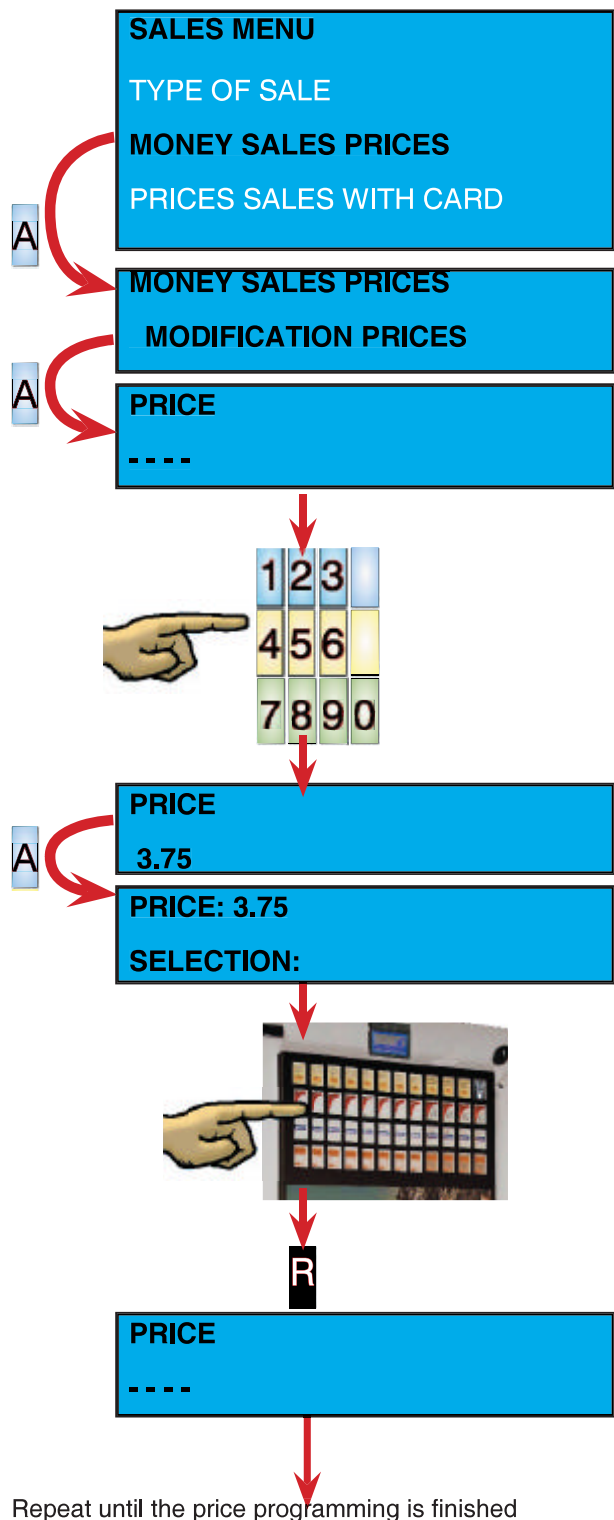 SALES MENU
TYPE OF SALE
MONEY SALES PRICES
PRICES SALES WITH CARD
A
MONEY SALES PRICES
MODIFICATION PRICES
A
PRICE
- - - -
1 2 3
4 5 6
7 8 9 0
PRICE
A
3.75
PRICE: 3.75
SELECTION:
R
PRICE
- - - -
Repeat until the price programming is finished